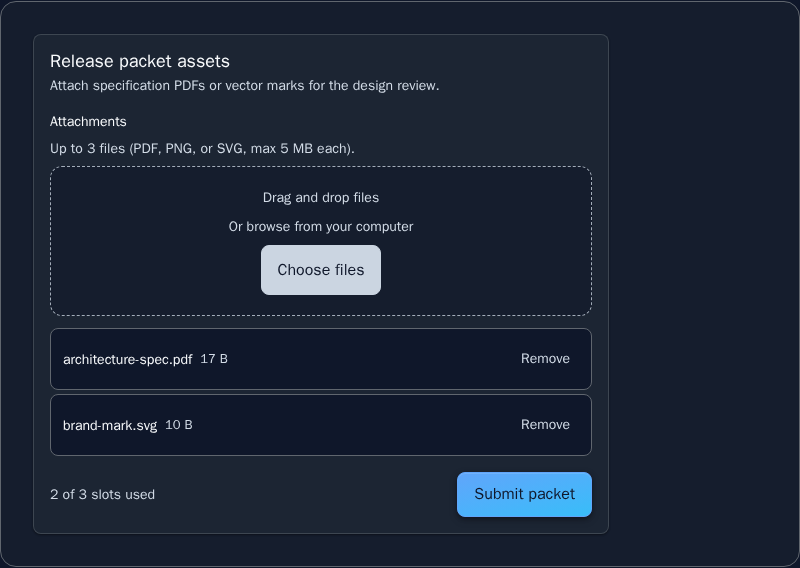 Release packet assets
Attach specification PDFs or vector marks for the design review.
Attachments
Up to 3 files (PDF, PNG, or SVG, max 5 MB each).
Drag and drop files
Or browse from your computer
Choose files
architecture-spec.pdf 17 B Remove
brand-mark.svg 10 B Remove
2 of 3 slots used Submit packet